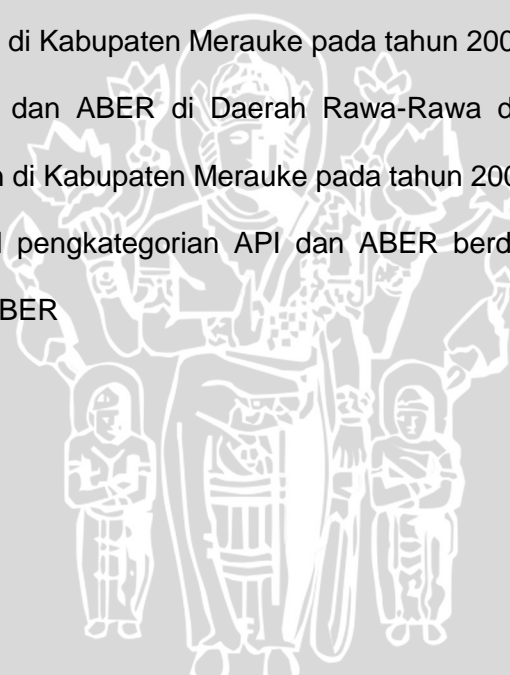 di Kabupaten Merauke pada tahun 200
dan ABER di Daerah Rawa-Rawa d
di Kabupaten Merauke pada tahun 200
pengkategorian API dan ABER berd
BER